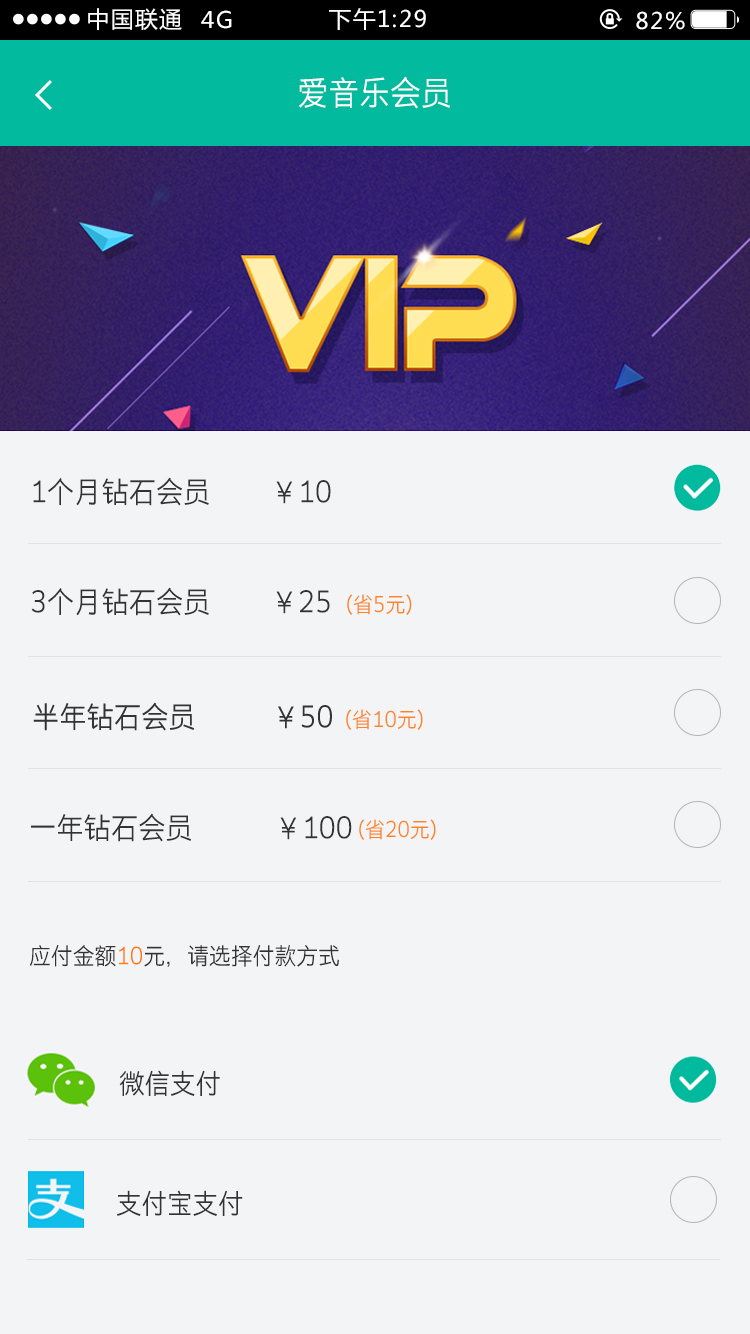 中国联通 4G 下午1:29 82%
爱音乐会员
VIP
1个月钻石会员 ￥10
3个月钻石会员 ￥25 (省5元)
半年钻石会员 ￥50 (省10元)
一年钻石会员 ￥100 (省20元)
应付金额10元，请选择付款方式
微信支付
支 支付宝支付